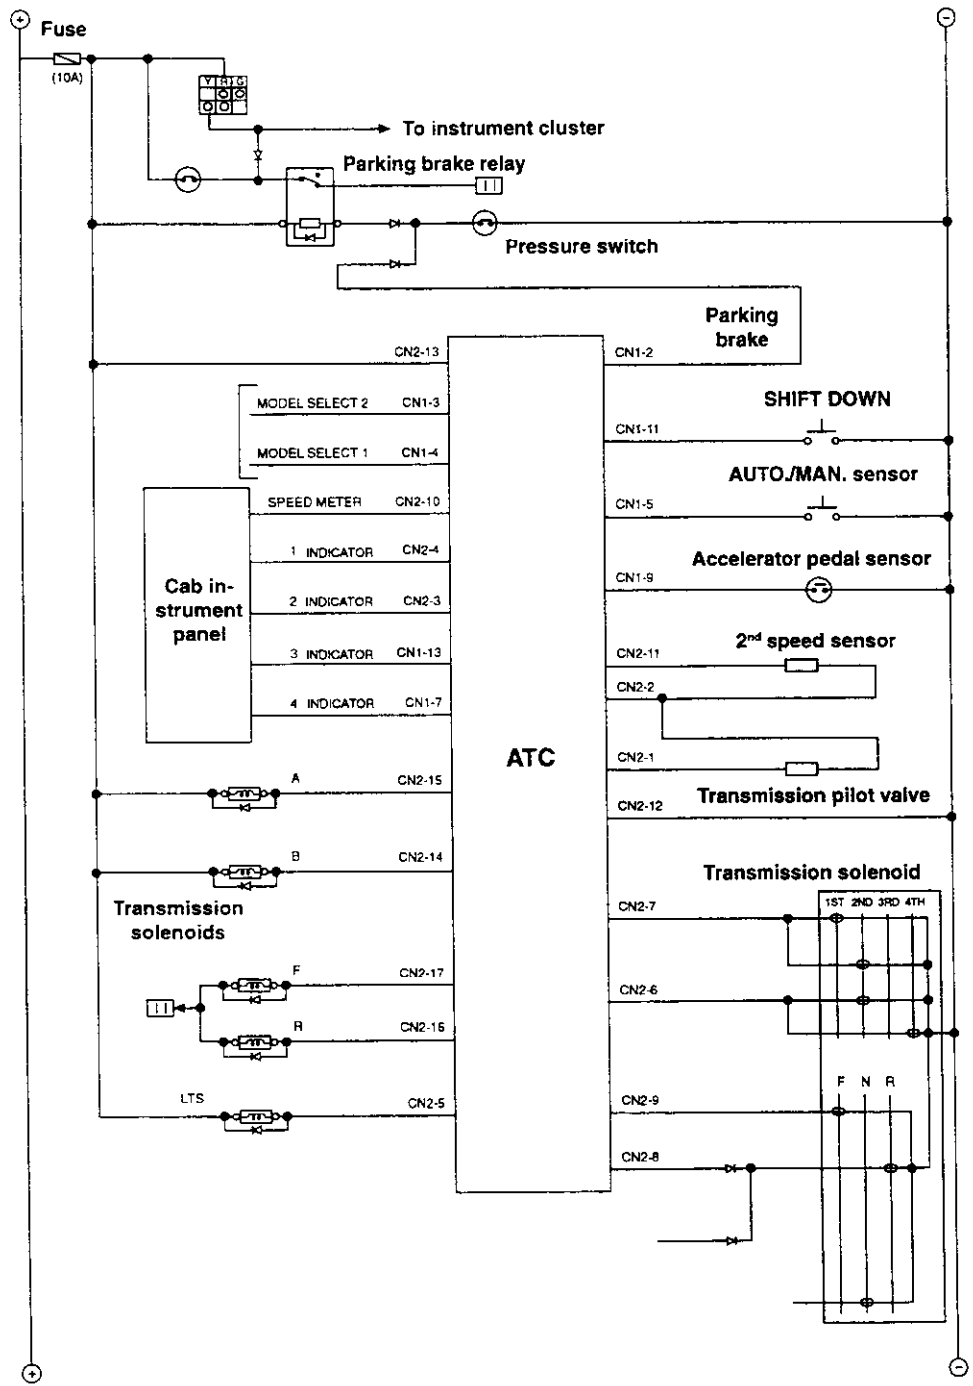 Fuse
(10A)
Y R G
To instrument cluster
Parking brake relay
Pressure switch
Parking
brake
CN2-13
CN1-2
MODEL SELECT 2 CN1-3
SHIFT DOWN
CN1-11
MODEL SELECT 1 CN1-4
AUTO./MAN. sensor
SPEED METER CN2-10
CN1-5
1 INDICATOR CN2-4
Accelerator pedal sensor
CN1-9
Cab in-
strument
panel
2 INDICATOR CN2-3
2nd speed sensor
3 INDICATOR CN1-13
CN2-11
CN2-2
4 INDICATOR CN1-7
ATC
CN2-1
A CN2-15
Transmission pilot valve
CN2-12
B CN2-14
Transmission solenoid
Transmission
solenoids
CN2-7
1ST 2ND 3RD 4TH
F CN2-17
CN2-6
R CN2-16
F N R
LTS CN2-5
CN2-9
CN2-8